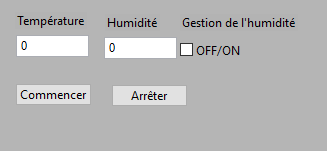 Température Humidité Gestion de l'humidité
0 0 OFF/ON
Commencer Arrêter